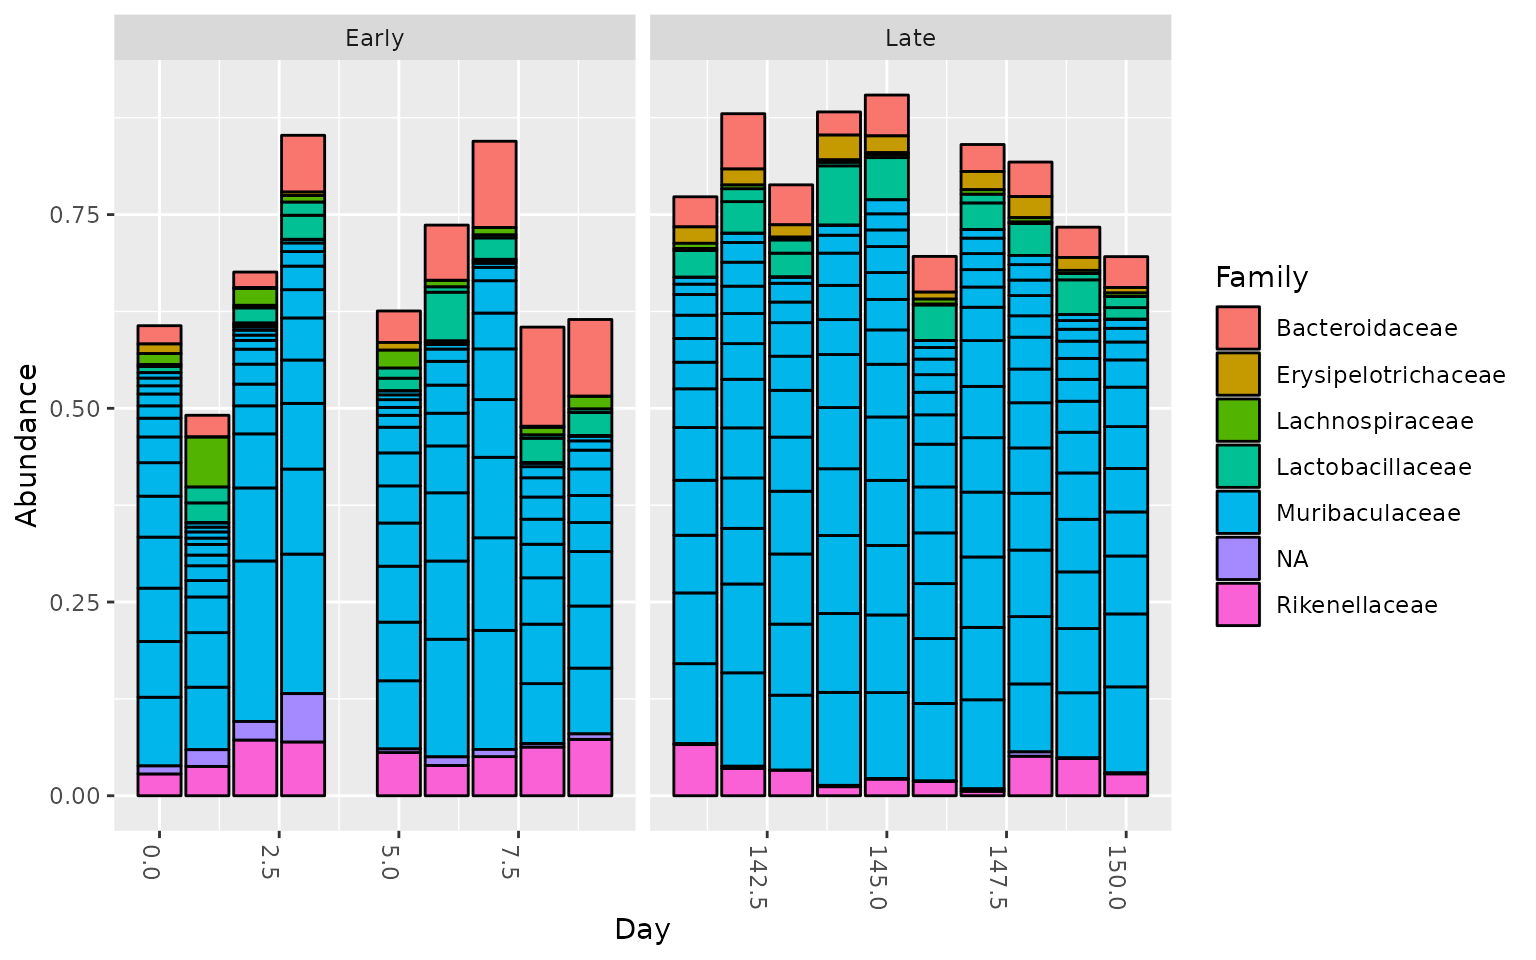 Early
Late
Abundance
0.75
0.50
0.25
0.00
0.0
2.5
5.0
7.5
142.5
145.0
147.5
150.0
Day
Family
Bacteroidaceae
Erysipelotrichaceae
Lachnospiraceae
Lactobacillaceae
Muribaculaceae
NA
Rikenellaceae